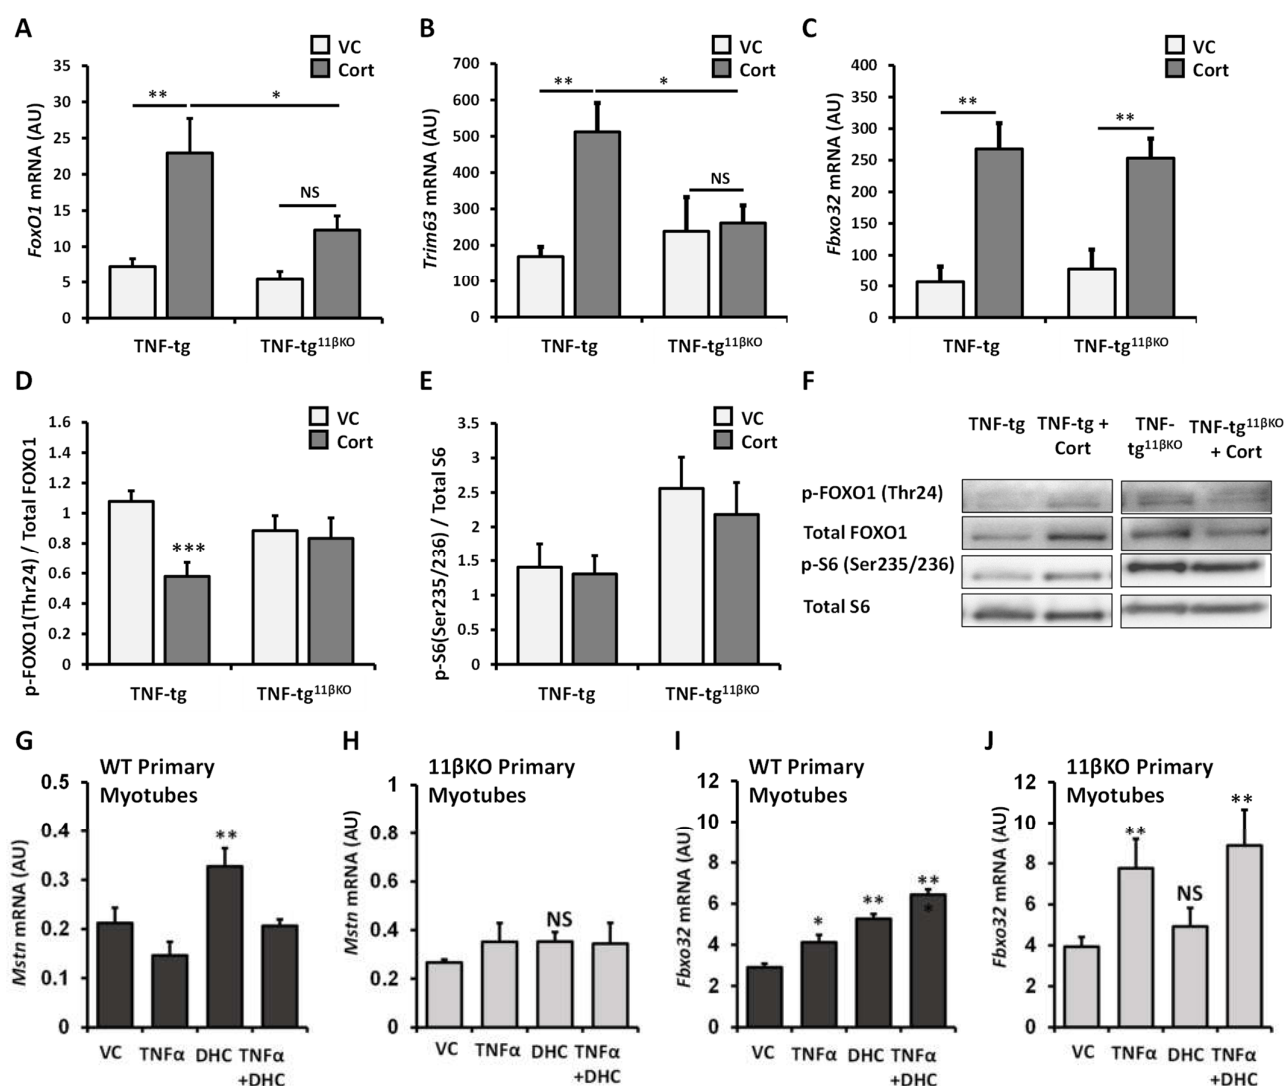 A
VC
Cort
FoxO1 mRNA (AU)
35
30
25
20
15
10
5
0
**
*
NS
TNF-tg
TNF-tg11βKO
B
VC
Cort
Trim63 mRNA (AU)
700
600
500
400
300
200
100
0
**
*
NS
TNF-tg
TNF-tg11βKO
C
VC
Cort
Fbxo32 mRNA (AU)
400
350
300
250
200
150
100
50
0
**
**
TNF-tg
TNF-tg11βKO
D
VC
Cort
p-FOXO1(Thr24) / Total FOXO1
1.6
1.4
1.2
1
0.8
0.6
0.4
0.2
0
***
TNF-tg
TNF-tg11βKO
E
VC
Cort
p-S6(Ser235/236) / Total S6
3.5
3
2.5
2
1.5
1
0.5
0
TNF-tg
TNF-tg11βKO
F
TNF-tg
TNF-tg +
Cort
TNF-
tg11βKO
TNF-tg11βKO
+ Cort
p-FOXO1 (Thr24)
Total FOXO1
p-S6 (Ser235/236)
Total S6
G
WT Primary
Myotubes
Mstn mRNA (AU)
0.5
0.4
0.3
0.2
0.1
0
**
VC
TNFα
DHC
TNFα
+DHC
H
11βKO Primary
Myotubes
Mstn mRNA (AU)
1
0.8
0.6
0.4
0.2
0
NS
VC
TNFα
DHC
TNFα
+DHC
I
WT Primary
Myotubes
Fbxo32 mRNA (AU)
12
10
8
6
4
2
0
*
**
**
*
VC
TNFα
DHC
TNFα
+DHC
J
11βKO Primary
Myotubes
Fbxo32 mRNA (AU)
12
10
8
6
4
2
0
**
NS
**
VC
TNFα
DHC
TNFα
+DHC